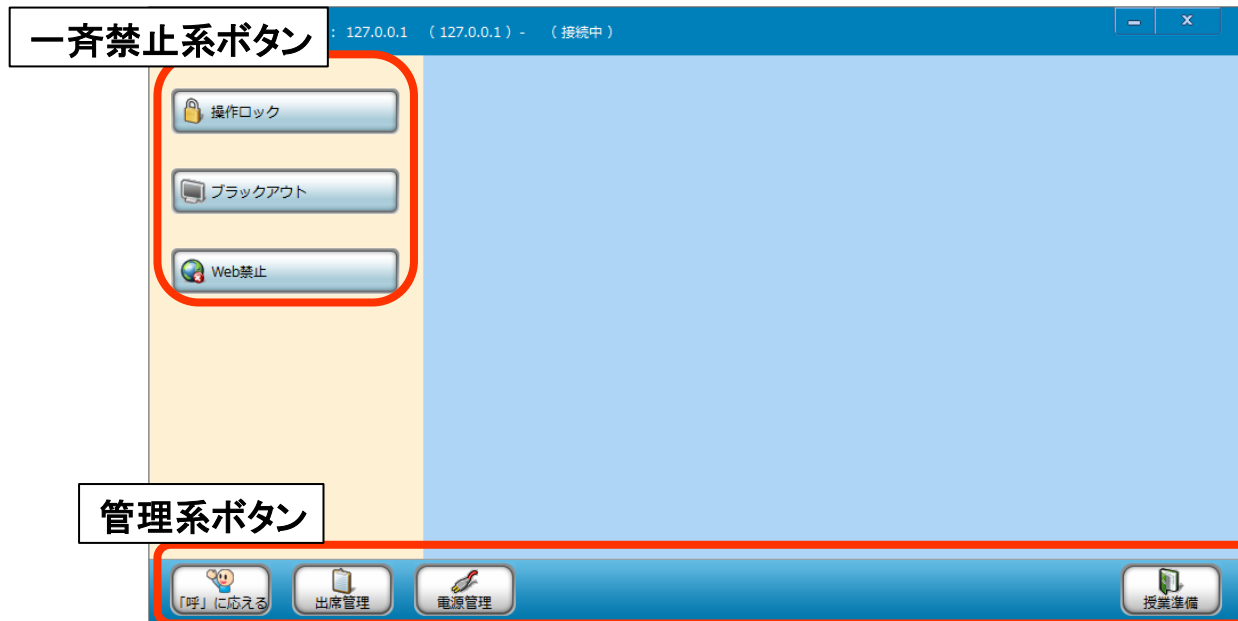 一斉禁止系ボタン
: 127.0.0.1 ( 127.0.0.1 ) - ( 接続中 )
操作ロック
ブラックアウト
Web禁止
管理系ボタン
「呼」に応える 出席管理 電源管理 授業準備